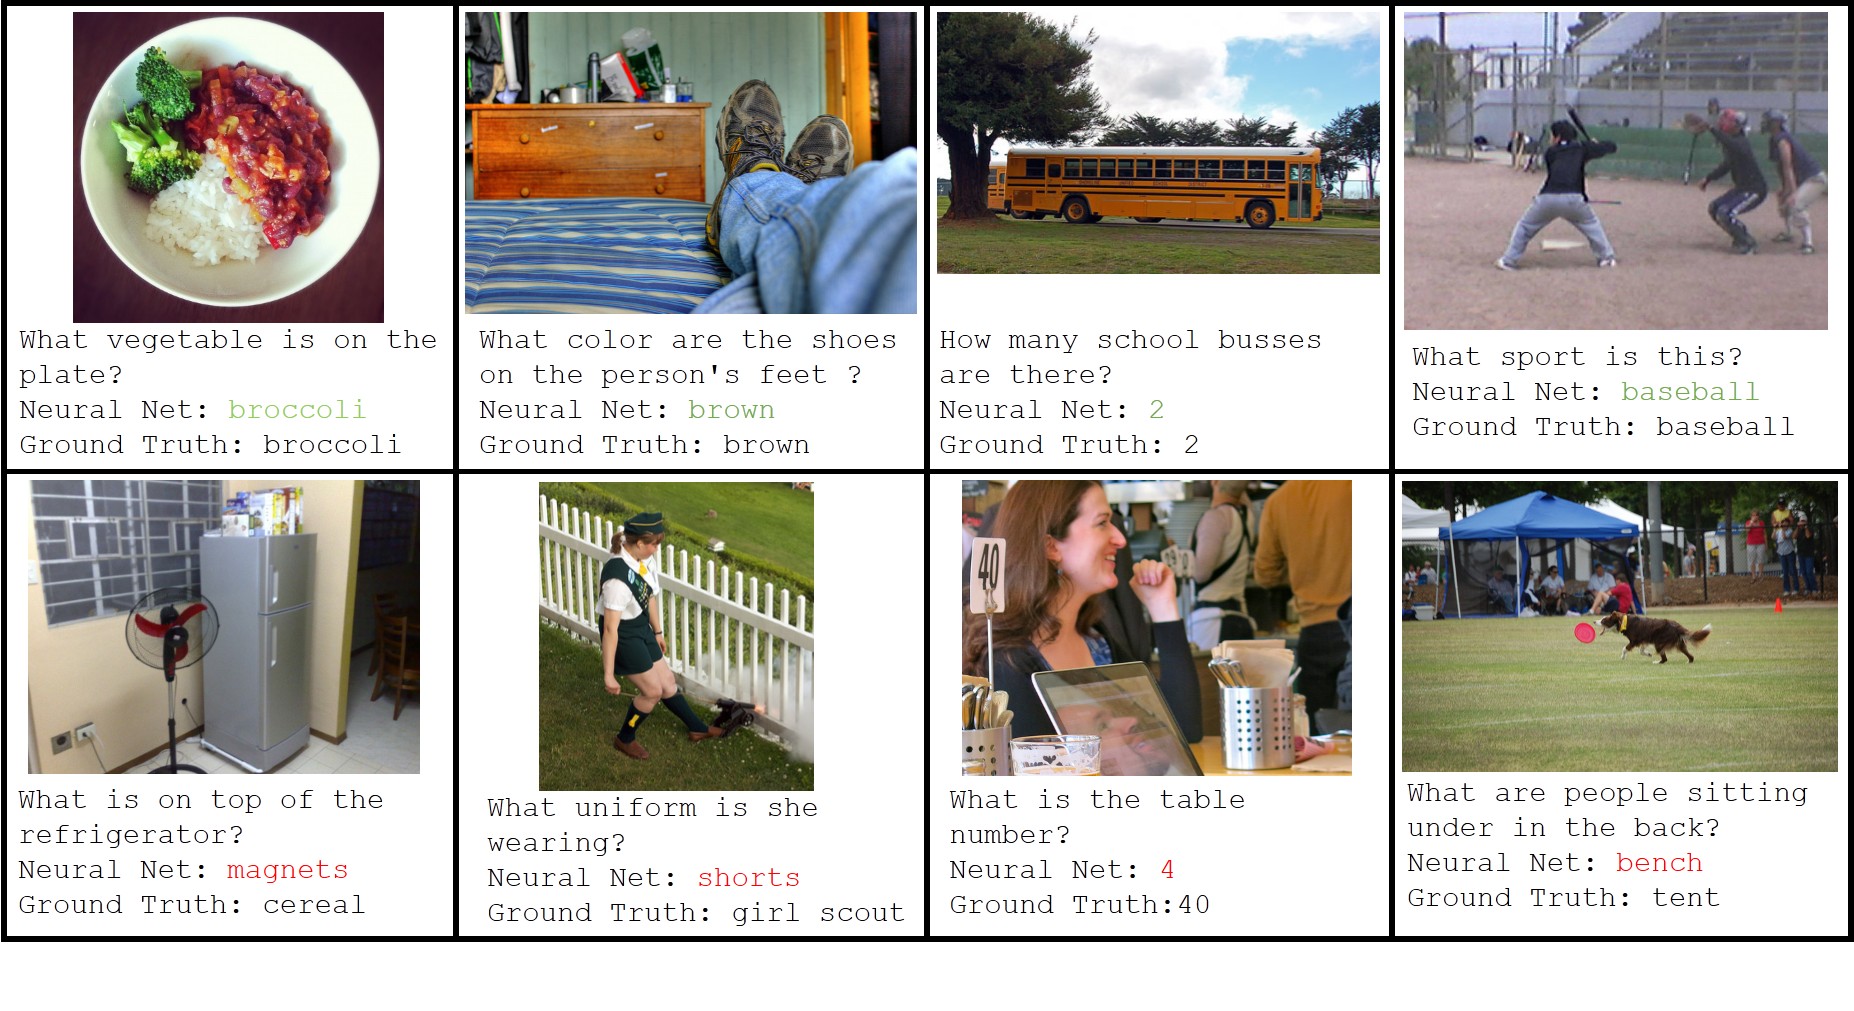 What vegetable is on the
plate?
Neural Net: broccoli
Ground Truth: broccoli
What color are the shoes
on the person's feet ?
Neural Net: brown
Ground Truth: brown
How many school busses
are there?
Neural Net: 2
Ground Truth: 2
What sport is this?
Neural Net: baseball
Ground Truth: baseball
What is on top of the
refrigerator?
Neural Net: magnets
Ground Truth: cereal
What uniform is she
wearing?
Neural Net: shorts
Ground Truth: girl scout
40
What is the table
number?
Neural Net: 4
Ground Truth:40
What are people sitting
under in the back?
Neural Net: bench
Ground Truth: tent